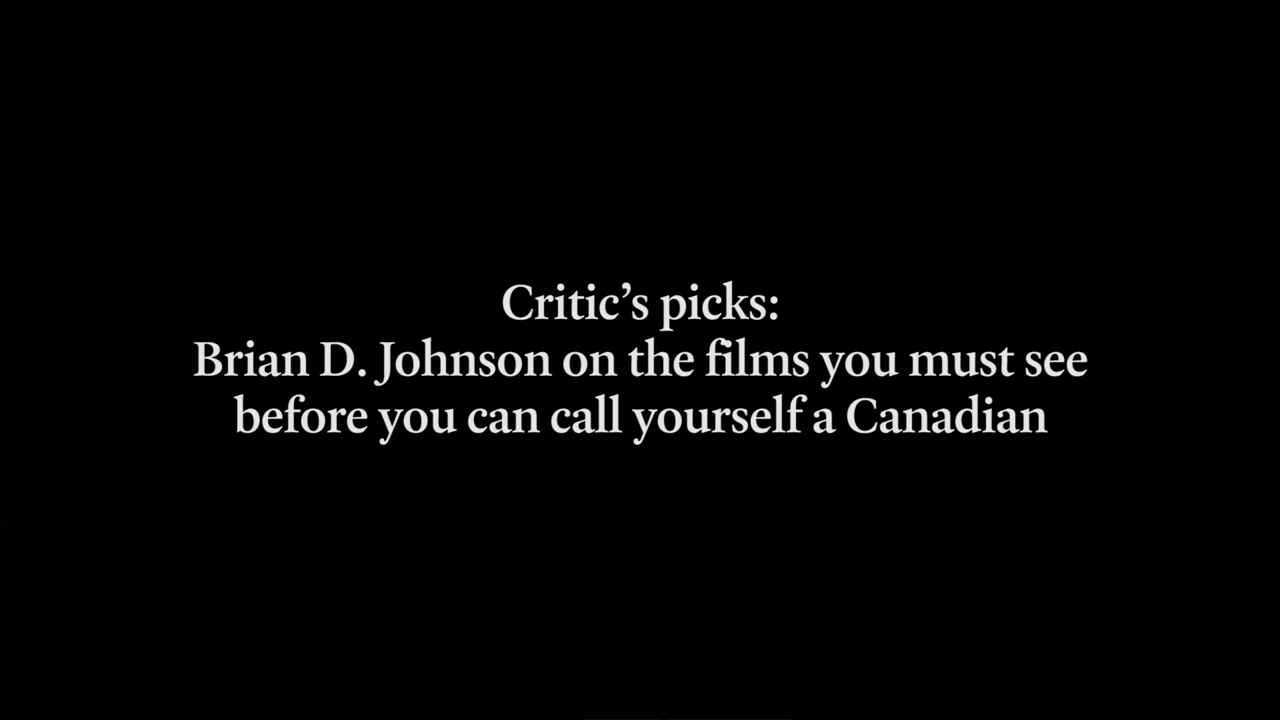 Critic’s picks:
Brian D. Johnson on the films you must see
before you can call yourself a Canadian